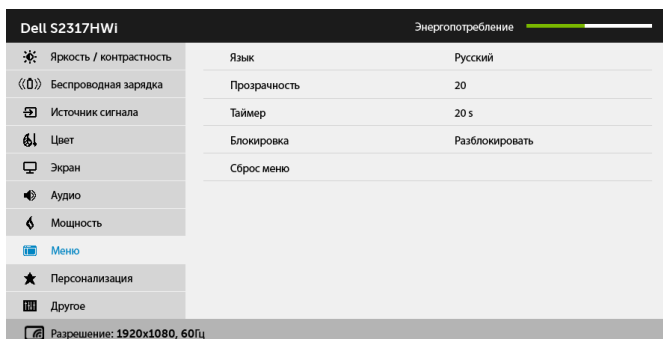 Dell S2317HWi
Энергопотребление
Яркость / контрастность
Беспроводная зарядка
Источник сигнала
Цвет
Экран
Аудио
Мощность
Меню
Персонализация
Другое
Язык Русский
Прозрачность 20
Таймер 20 s
Блокировка Разблокировать
Сброс меню
Разрешение: 1920x1080, 60Гц